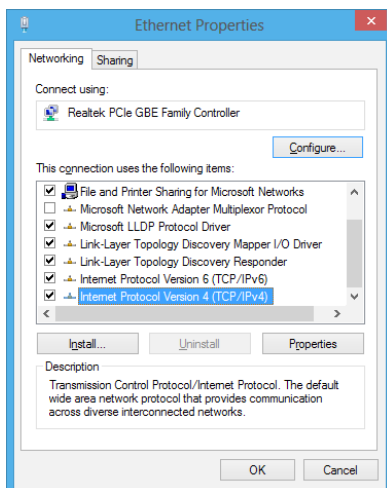 Ethernet Properties
Networking
Sharing
Connect using:
Realtek PCIe GBE Family Controller
Configure...
This connection uses the following items:
File and Printer Sharing for Microsoft Networks
Microsoft Network Adapter Multiplexor Protocol
Microsoft LLDP Protocol Driver
Link-Layer Topology Discovery Mapper I/O Driver
Link-Layer Topology Discovery Responder
Internet Protocol Version 6 (TCP/IPv6)
Internet Protocol Version 4 (TCP/IPv4)
Install...
Uninstall
Properties
Description
Transmission Control Protocol/Internet Protocol. The default
wide area network protocol that provides communication
across diverse interconnected networks.
OK
Cancel